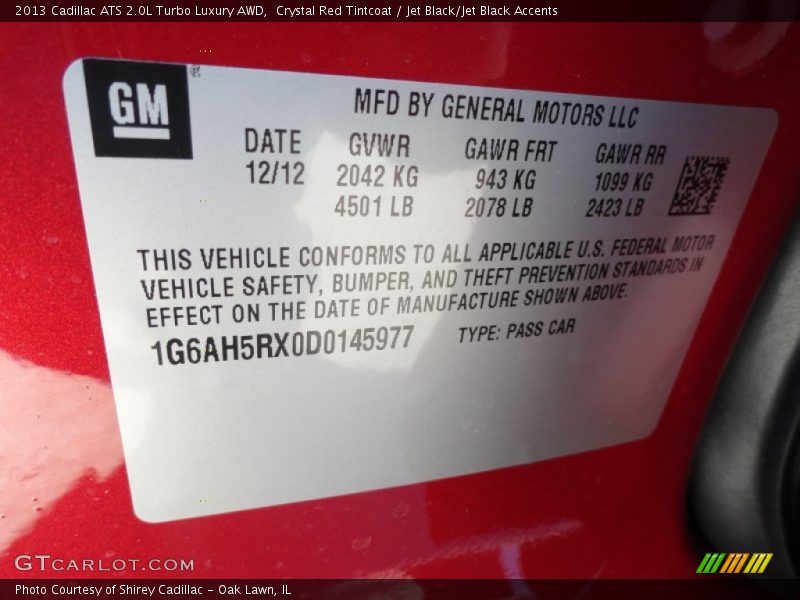 2013 Cadillac ATS 2.0L Turbo Luxury AWD, Crystal Red Tintcoat / Jet Black/Jet Black Accents
GM
MFD BY GENERAL MOTORS LLC
DATE GVWR GAWR FRT GAWR RR
12/12 2042 KG 943 KG 1099 KG
4501 LB 2078 LB 2423 LB
THIS VEHICLE CONFORMS TO ALL APPLICABLE U.S. FEDERAL MOTOR
VEHICLE SAFETY, BUMPER, AND THEFT PREVENTION STANDARDS IN
EFFECT ON THE DATE OF MANUFACTURE SHOWN ABOVE.
1G6AH5RX0D0145977 TYPE: PASS CAR
GTCARLOT.COM
Photo Courtesy of Shirey Cadillac - Oak Lawn, IL